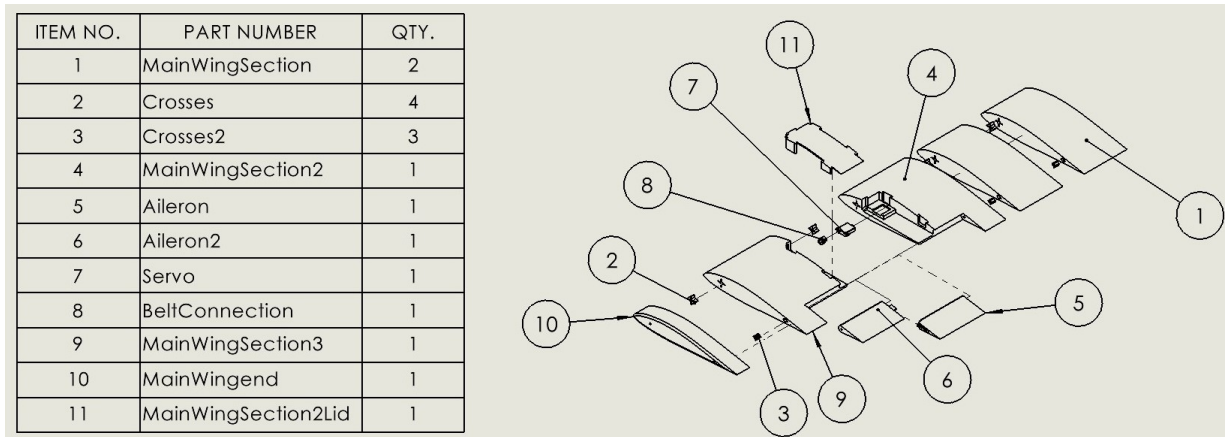 ITEM NO. PART NUMBER QTY.
1 MainWingSection 2
2 Crosses 4
3 Crosses2 3
4 MainWingSection2 1
5 Aileron 1
6 Aileron2 1
7 Servo 1
8 BeltConnection 1
9 MainWingSection3 1
10 MainWingend 1
11 MainWingSection2Lid 1
11
4
7
8
1
2
5
10
6
9
3